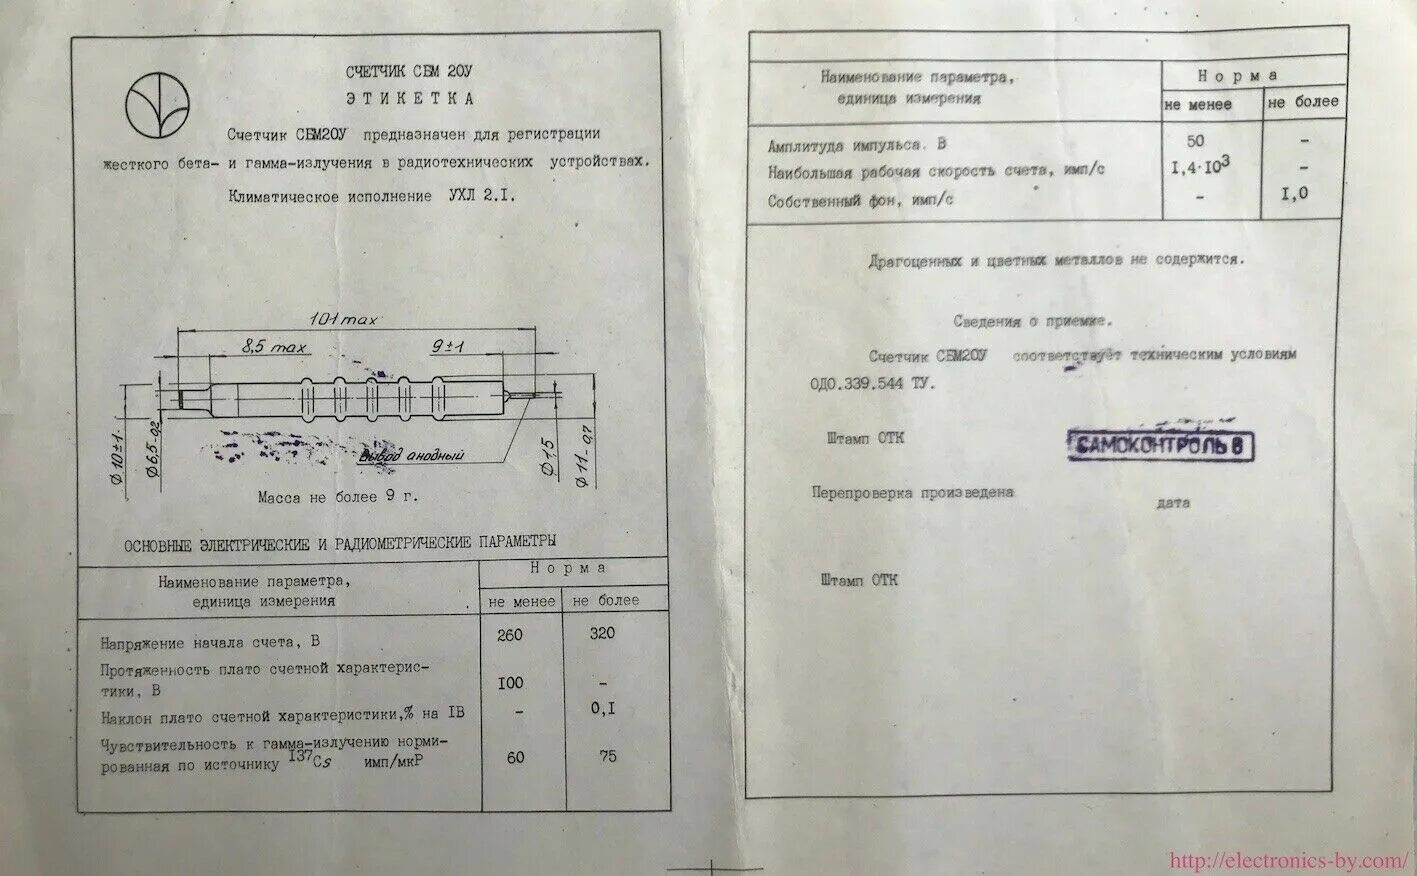 СЧЕТЧИК СБМ 20У
ЭТИКЕТКА
Счетчик СБМ20У предназначен для регистрации
жесткого бета- и гамма-излучения в радиотехнических устройствах.
Климатическое исполнение УХЛ 2.1.
101 max
8,5 max
9±1
Ø10±1
Ø6,5-0,2
Вывод анодный
Ø1,5
Ø11-0,7
Масса не более 9 г.
ОСНОВНЫЕ ЭЛЕКТРИЧЕСКИЕ И РАДИОМЕТРИЧЕСКИЕ ПАРАМЕТРЫ
Наименование параметра,
единица измерения
Норма
не менее
не более
Напряжение начала счета, В 260 320
Протяженность плато счетной характерис-
тики, В 100 -
Наклон плато счетной характеристики,% на 1В - 0,1
Чувствительность к гамма-излучению норми-
рованная по источнику 137Cs имп/мкР 60 75
Наименование параметра,
единица измерения
Норма
не менее
не более
Амплитуда импульса. В 50 -
Наибольшая рабочая скорость счета, имп/с 1,4·10³ -
Собственный фон, имп/с - 1,0
Драгоценных и цветных металлов не содержится.
Сведения о приемке.
Счетчик СБМ20У соответствует техническим условиям
ОДО.339.544 ТУ.
Штамп ОТК
САМОКОНТРОЛЬ 8
Перепроверка произведена
дата
Штамп ОТК
http://electronics-by.com/